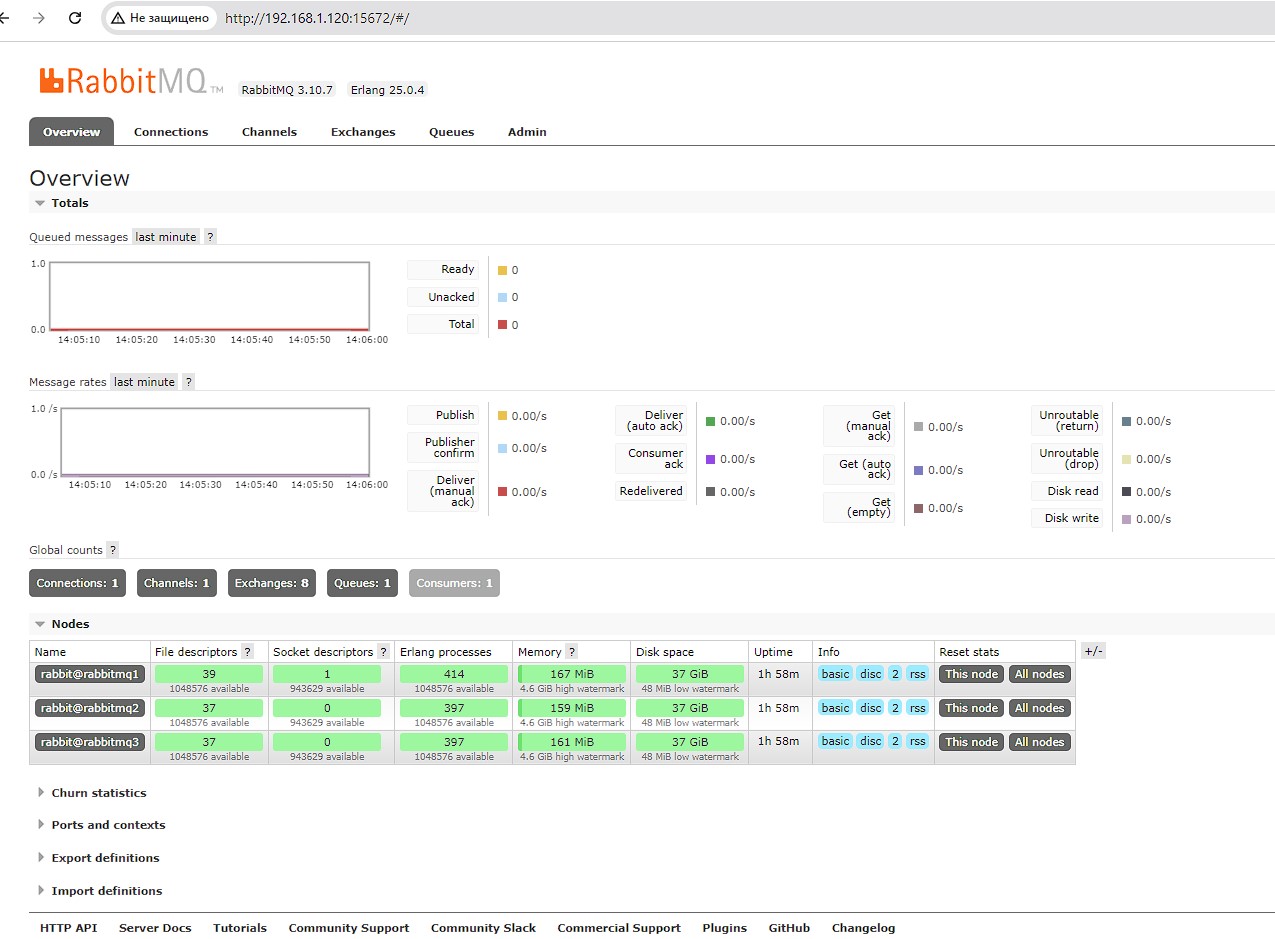 Не защищено http://192.168.1.120:15672/#/
RabbitMQ TM RabbitMQ 3.10.7 Erlang 25.0.4
Overview Connections Channels Exchanges Queues Admin
Overview
Totals
Queued messages last minute ?
1.0
0.0
14:05:10 14:05:20 14:05:30 14:05:40 14:05:50 14:06:00
Ready 0
Unacked 0
Total 0
Message rates last minute ?
1.0 /s
0.0 /s
14:05:10 14:05:20 14:05:30 14:05:40 14:05:50 14:06:00
Publish 0.00/s
Publisher
confirm 0.00/s
Deliver
(manual
ack) 0.00/s
Deliver
(auto ack) 0.00/s
Consumer
ack 0.00/s
Redelivered 0.00/s
Get
(manual
ack) 0.00/s
Get (auto
ack) 0.00/s
Get
(empty) 0.00/s
Unroutable
(return) 0.00/s
Unroutable
(drop) 0.00/s
Disk read 0.00/s
Disk write 0.00/s
Global counts ?
Connections: 1 Channels: 1 Exchanges: 8 Queues: 1 Consumers: 1
Nodes
Name File descriptors ? Socket descriptors ? Erlang processes Memory ? Disk space Uptime Info Reset stats +/-
rabbit@rabbitmq1 39 1 414 167 MiB 37 GiB 1h 58m basic disc 2 rss This node All nodes
1048576 available 943629 available 1048576 available 4.6 GiB high watermark 48 MiB low watermark
rabbit@rabbitmq2 37 0 397 159 MiB 37 GiB 1h 58m basic disc 2 rss This node All nodes
1048576 available 943629 available 1048576 available 4.6 GiB high watermark 48 MiB low watermark
rabbit@rabbitmq3 37 0 397 161 MiB 37 GiB 1h 58m basic disc 2 rss This node All nodes
1048576 available 943629 available 1048576 available 4.6 GiB high watermark 48 MiB low watermark
Churn statistics
Ports and contexts
Export definitions
Import definitions
HTTP API Server Docs Tutorials Community Support Community Slack Commercial Support Plugins GitHub Changelog